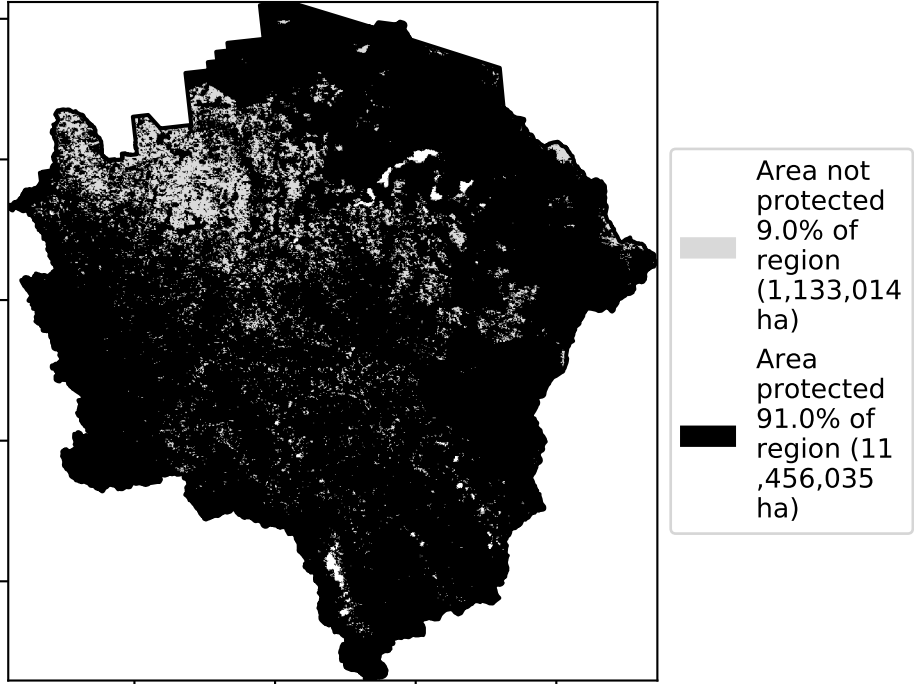 Area not
protected
9.0% of
region
(1,133,014
ha)
Area
protected
91.0% of
region (11
,456,035
ha)